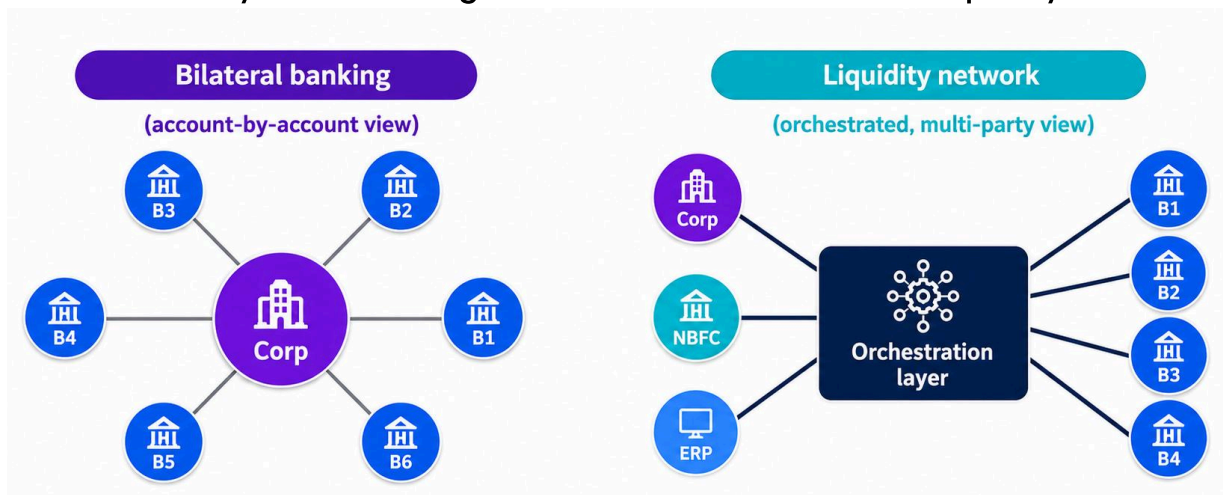 Bilateral banking
(account-by-account view)
B3
B2
B4
Corp
B1
B5
B6
Liquidity network
(orchestrated, multi-party view)
Corp
NBFC
ERP
Orchestration
layer
B1
B2
B3
B4